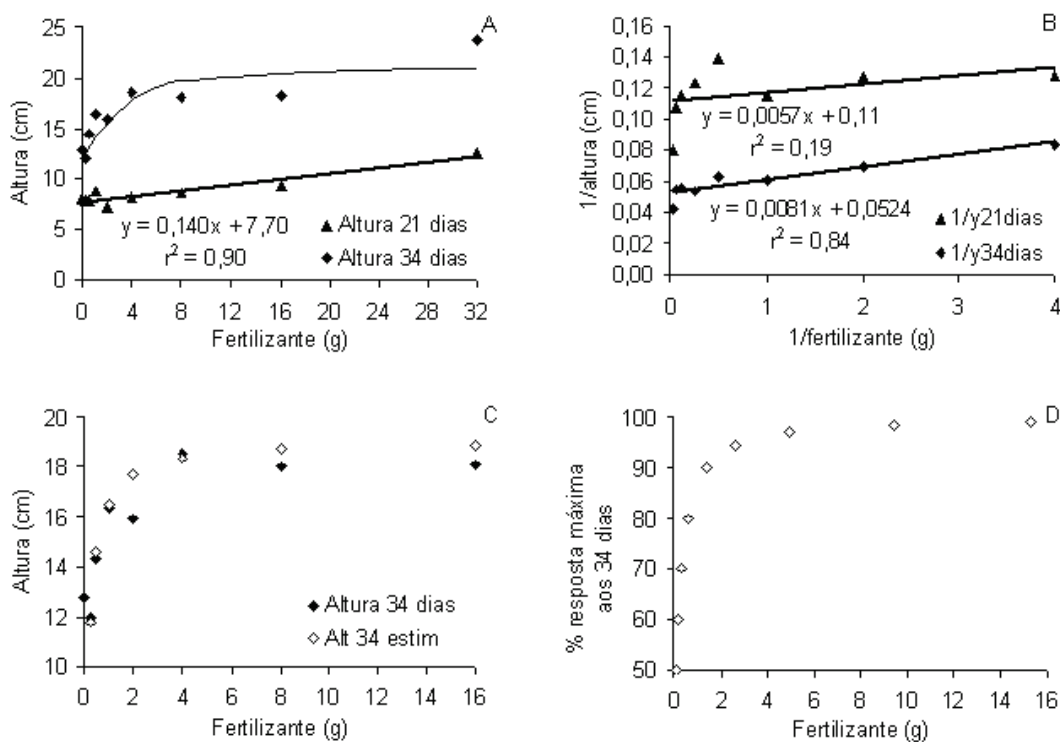 A
Altura (cm)
25
20
15
10
5
0
y = 0,140x + 7,70
r² = 0,90
Altura 21 dias
Altura 34 dias
0 4 8 12 16 20 24 28 32
Fertilizante (g)
B
1/altura (cm)
0,16
0,14
0,12
0,10
0,08
0,06
0,04
0,02
0,00
y = 0,0057x + 0,11
r² = 0,19
y = 0,0081x + 0,0524
r² = 0,84
1/y21dias
1/y34dias
0 1 2 3 4
1/fertilizante (g)
C
Altura (cm)
20
18
16
14
12
10
Altura 34 dias
Alt 34 estim
0 2 4 6 8 10 12 14 16
Fertilizante (g)
D
% resposta máxima
aos 34 dias
100
90
80
70
60
50
0 2 4 6 8 10 12 14 16
Fertilizante (g)